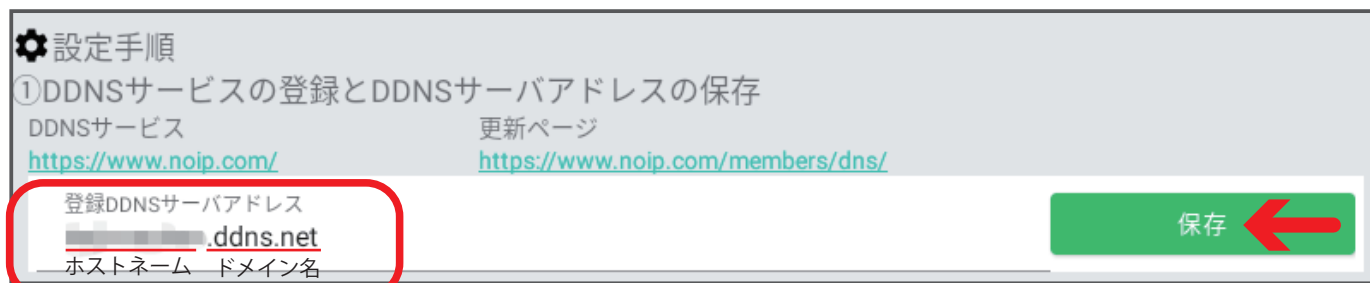 設定手順
①DDNSサービスの登録とDDNSサーバアドレスの保存
DDNSサービス 更新ページ
https://www.noip.com/ https://www.noip.com/members/dns/
登録DDNSサーバアドレス
.ddns.net
保存
ホストネーム ドメイン名